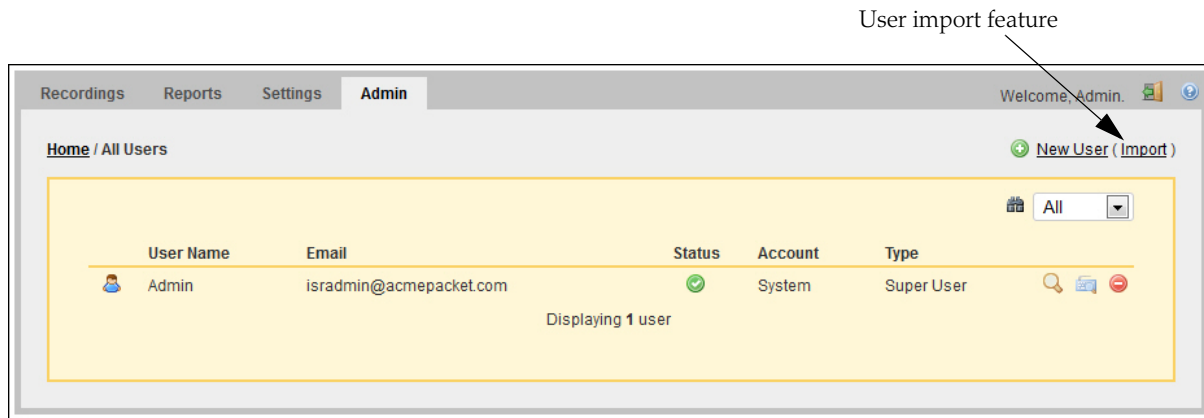 User import feature
Recordings Reports Settings Admin Welcome, Admin.
Home / All Users New User ( Import )
All
User Name Email Status Account Type
Admin isradmin@acmepacket.com System Super User
Displaying 1 user